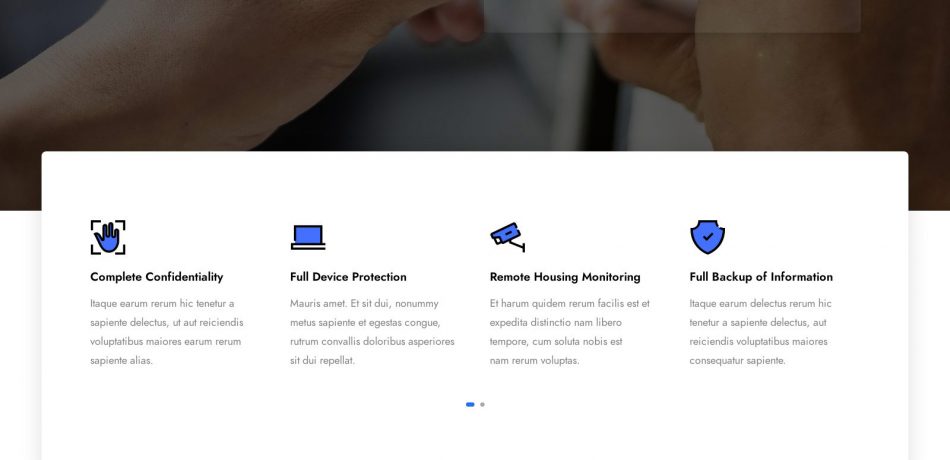 Complete Confidentiality
Itaque earum rerum hic tenetur a
sapiente delectus, ut aut reiciendis
voluptatibus maiores earum rerum
sapiente alias.
Full Device Protection
Mauris amet. Et sit dui, nonummy
metus sapiente et egestas congue,
rutrum convallis doloribus asperiores
sit dui repellat.
Remote Housing Monitoring
Et harum quidem rerum facilis est et
expedita distinctio nam libero
tempore, cum soluta nobis est
nam rerum voluptas.
Full Backup of Information
Itaque earum delectus rerum hic
tenetur a sapiente delectus, aut
reiciendis voluptatibus maiores
consequatur sapiente.